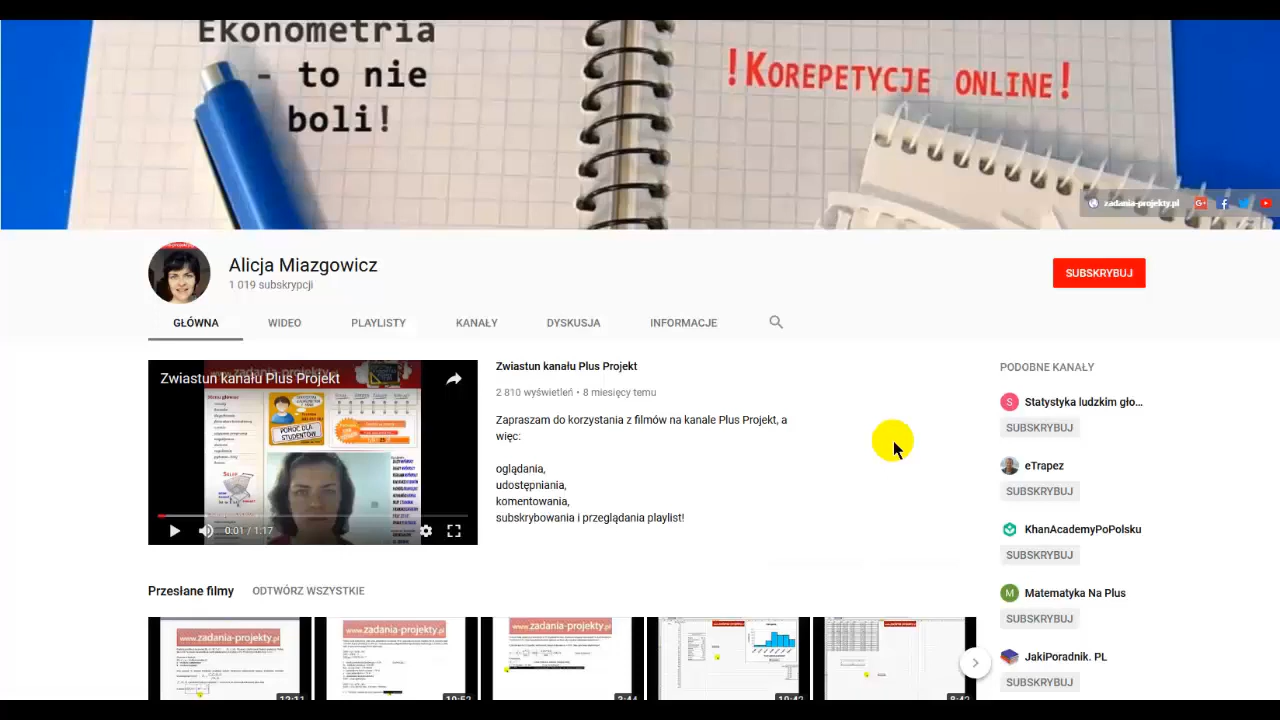 Ekonometria
- to nie
boli!
!KOREPETYCJE ONLINE!
zadania-projekty.pl
Alicja Miazgowicz
1 019 subskrypcji
SUBSKRYBUJ
GŁÓWNA WIDEO PLAYLISTY KANAŁY DYSKUSJA INFORMACJE
Zwiastun kanału Plus Projekt
0:01 / 1:17
Zwiastun kanału Plus Projekt
2 810 wyświetleń • 8 miesięcy temu
Zapraszam do korzystania z filmów na kanale Plus Projekt, a
więc:
oglądania,
udostępniania,
komentowania,
subskrybowania i przeglądania playlist!
PODOBNE KANAŁY
S Statystyka ludzkim gło...
SUBSKRYBUJ
eTrapez
SUBSKRYBUJ
KhanAcademyPoPolsku
SUBSKRYBUJ
M Matematyka Na Plus
SUBSKRYBUJ
JakiPoradnik. PL
SUBSKRYBUJ
Przesłane filmy ODTWÓRZ WSZYSTKIE
www.zadania-projekty.pl
www.zadania-projekty.pl
www.zadania-projekty.pl